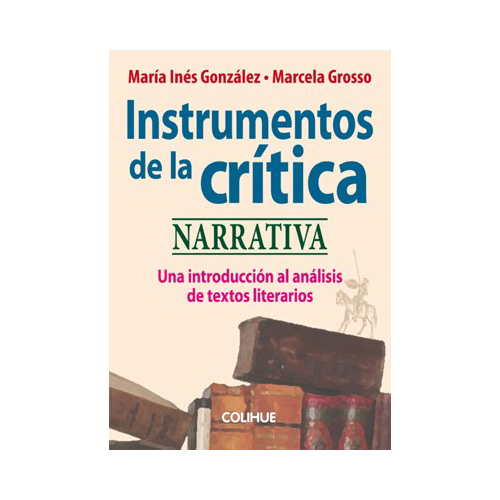 María Inés González • Marcela Grosso
Instrumentos
de la crítica
NARRATIVA
Una introducción al análisis
de textos literarios
COLIHUE